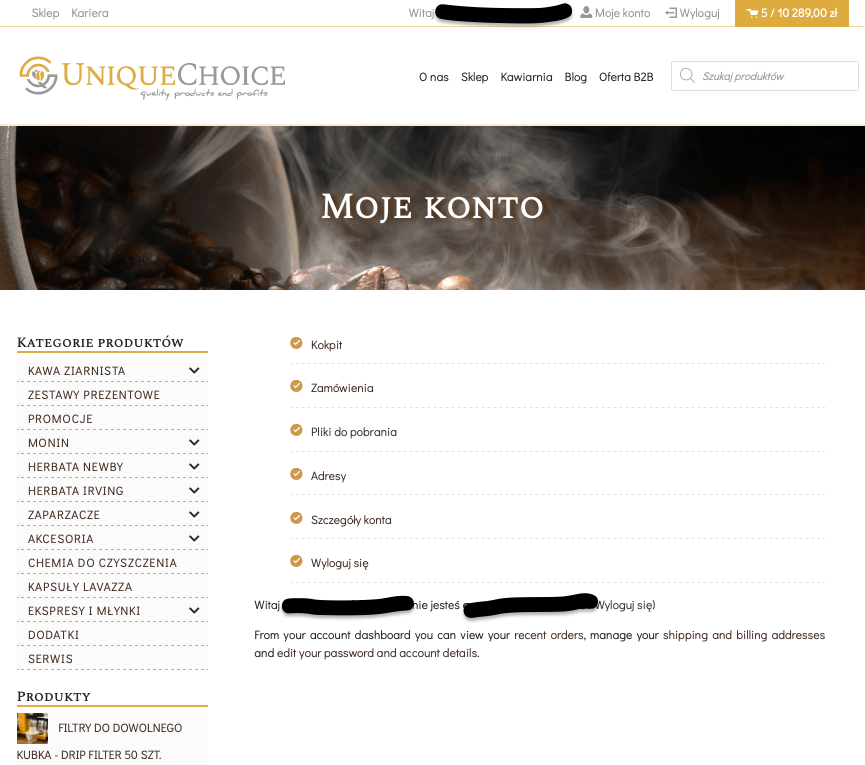 Sklep Kariera Witaj Moje konto Wyloguj 5 / 10 289,00 zł
UniqueChoice
quality products and profits
O nas Sklep Kawiarnia Blog Oferta B2B Szukaj produktów
Moje konto
Kategorie produktów
KAWA ZIARNISTA
ZESTAWY PREZENTOWE
PROMOCJE
MONIN
HERBATA NEWBY
HERBATA IRVING
ZAPARZACZE
AKCESORIA
CHEMIA DO CZYSZCZENIA
KAPSUŁY LAVAZZA
EKSPRESY I MŁYNKI
DODATKI
SERWIS
Produkty
FILTRY DO DOWOLNEGO
KUBKA - DRIP FILTER 50 SZT.
Kokpit
Zamówienia
Pliki do pobrania
Adresy
Szczegóły konta
Wyloguj się
Witaj nie jesteś Wyloguj się)
From your account dashboard you can view your recent orders, manage your shipping and billing addresses
and edit your password and account details.